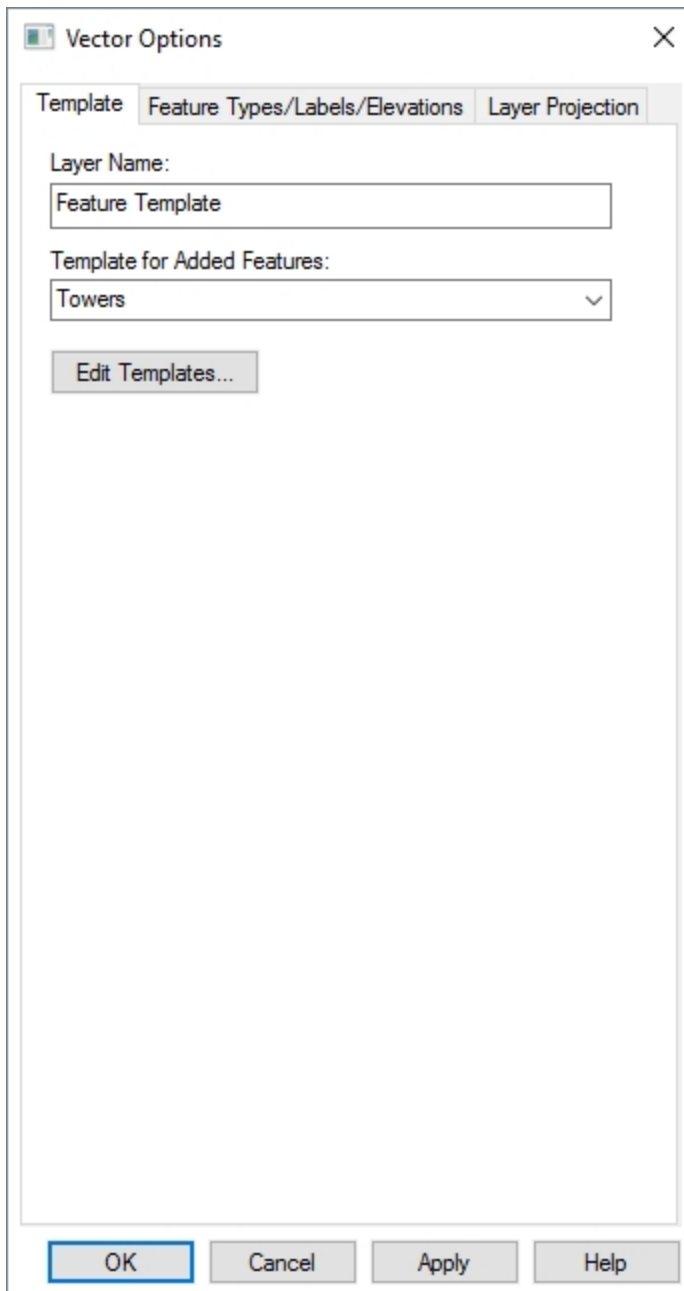 Vector Options
Template Feature Types/Labels/Elevations Layer Projection
Layer Name:
Feature Template
Template for Added Features:
Towers
Edit Templates...
OK Cancel Apply Help